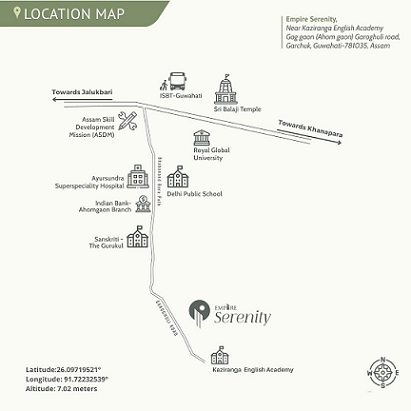 LOCATION MAP
Empire Serenity,
Near Kaziranga English Academy
Gog gaon (Ahom gaon) Garoghuli road,
Garchuk, Guwahati-781035, Assam
ISBT-Guwahati
Sri Balaji Temple
Towards Jalukbari
Towards Khanapara
Assam Skill
Development
Mission (ASDM)
Royal Global
University
Ayursundra
Superspeciality Hospital
Delhi Public School
Indian Bank-
Ahomgaon Branch
Sanskriti -
The Gurukul
GAROGHULI ROAD
EMPIRE
Serenity
Kaziranga English Academy
Latitude:26.09719521°
Longitude: 91.72232539°
Altitude: 7.02 meters
N
W
E
S